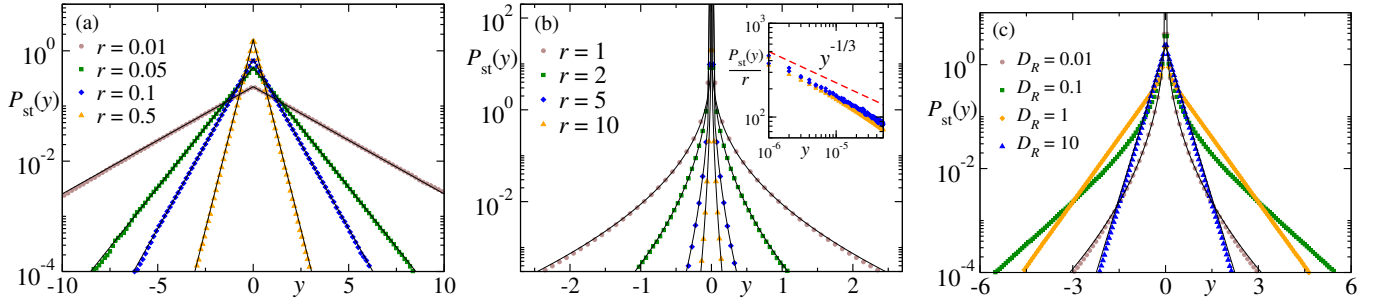 (a)
r = 0.01
r = 0.05
r = 0.1
r = 0.5
P_st(y)
10^0
10^-2
10^-4
-10 -5 0 y 5 10
(b)
r = 1
r = 2
r = 5
r = 10
P_st(y)
10^2
10^0
10^-2
-2 -1 0 y 1 2
10^3
10^2
P_st(y)
r
y^-1/3
10^-6 y 10^-5
(c)
D_R = 0.01
D_R = 0.1
D_R = 1
D_R = 10
P_st(y)
10^0
10^-2
10^-4
-6 -3 0 y 3 6